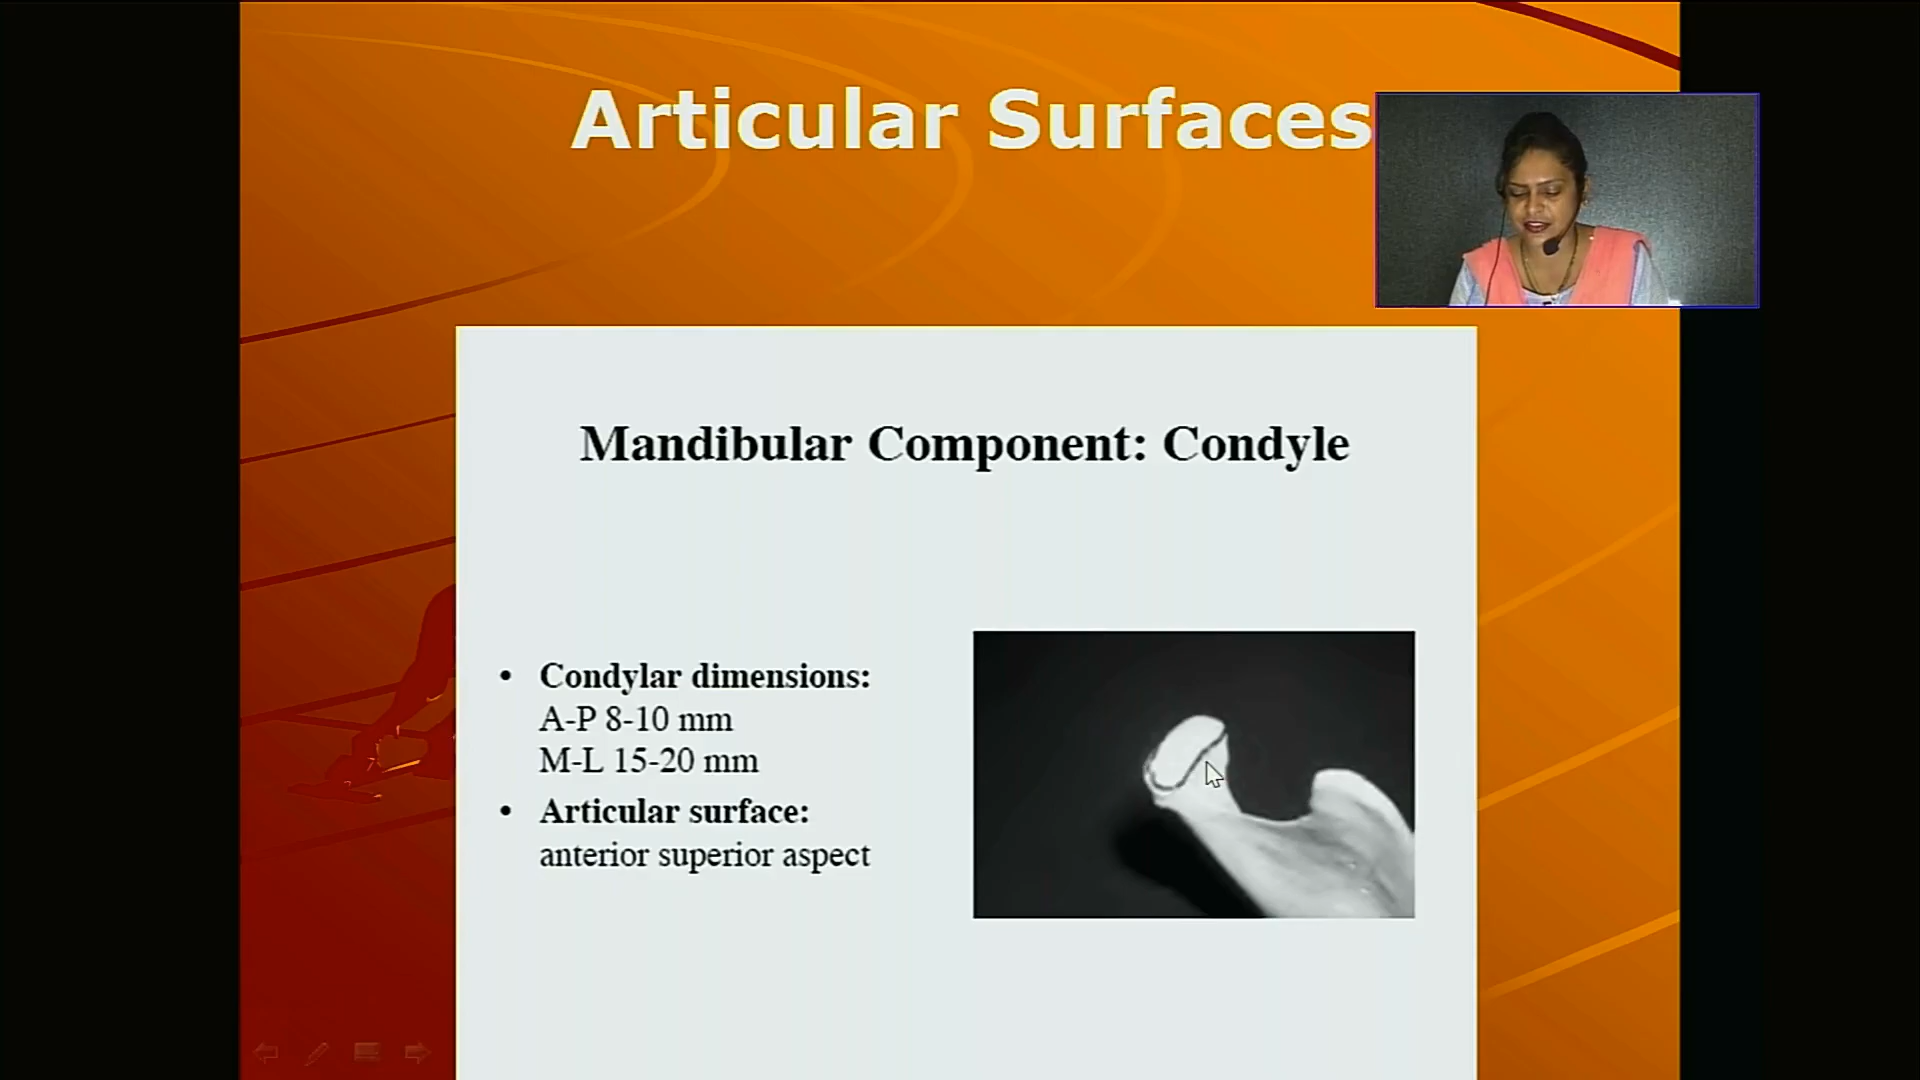 Articular Surfaces
Mandibular Component: Condyle
• Condylar dimensions:
A-P 8-10 mm
M-L 15-20 mm
• Articular surface:
anterior superior aspect